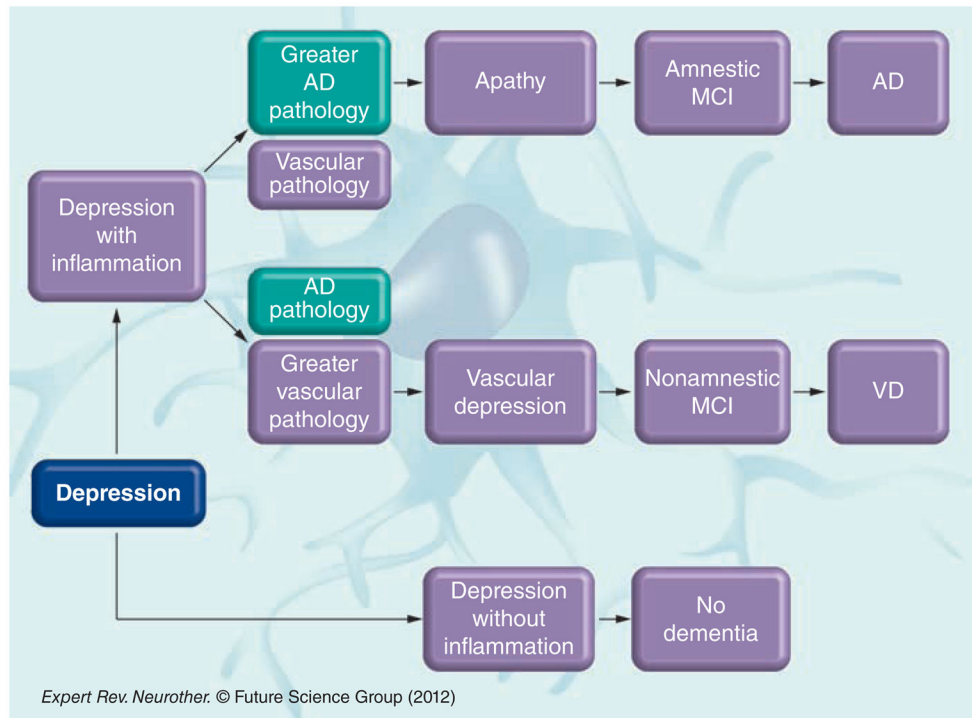 Greater
AD
pathology
Apathy
Amnestic
MCI
AD
Vascular
pathology
Depression
with
inflammation
AD
pathology
Greater
vascular
pathology
Vascular
depression
Nonamnestic
MCI
VD
Depression
Depression
without
inflammation
No
dementia
Expert Rev. Neurother. © Future Science Group (2012)